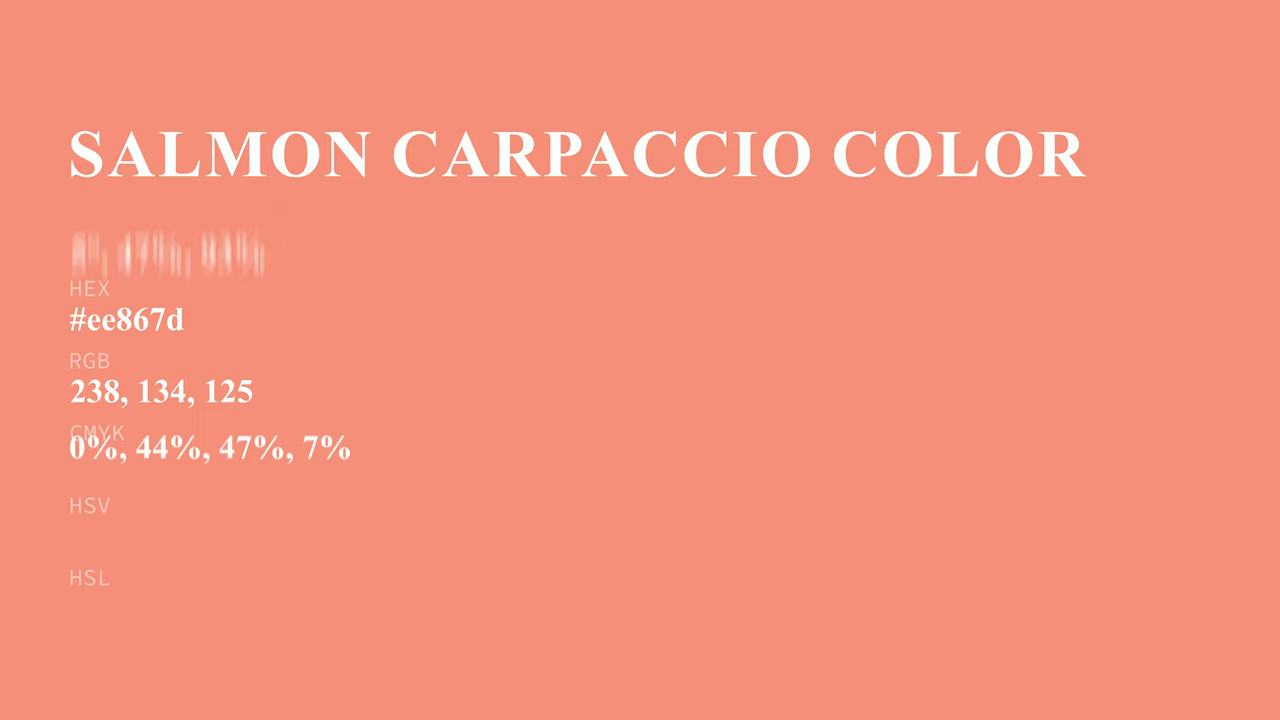 SALMON CARPACCIO COLOR
HEX
#ee867d
RGB
238, 134, 125
CMYK
0%, 44%, 47%, 7%
HSV
HSL